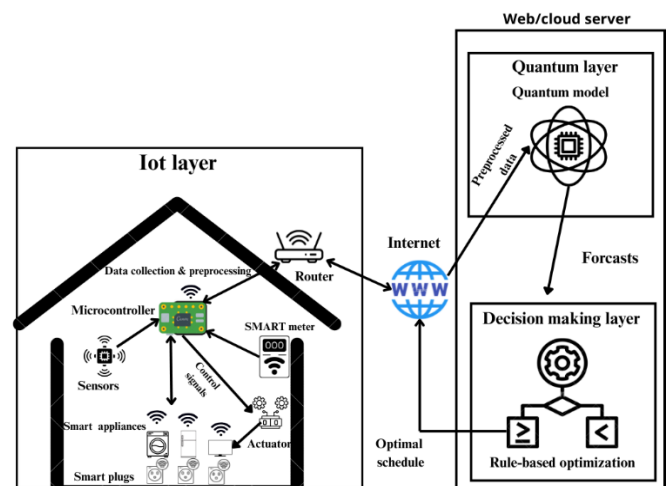 Web/cloud server
Quantum layer
Quantum model
Preprocessed
data
Iot layer
Internet
WWW
Forcasts
Data collection & preprocessing
Router
Microcontroller
SMART meter
000
Sensors
Control
signals
Decision making layer
≥
<
Rule-based optimization
Smart appliances
Actuator
Optimal
schedule
Smart plugs